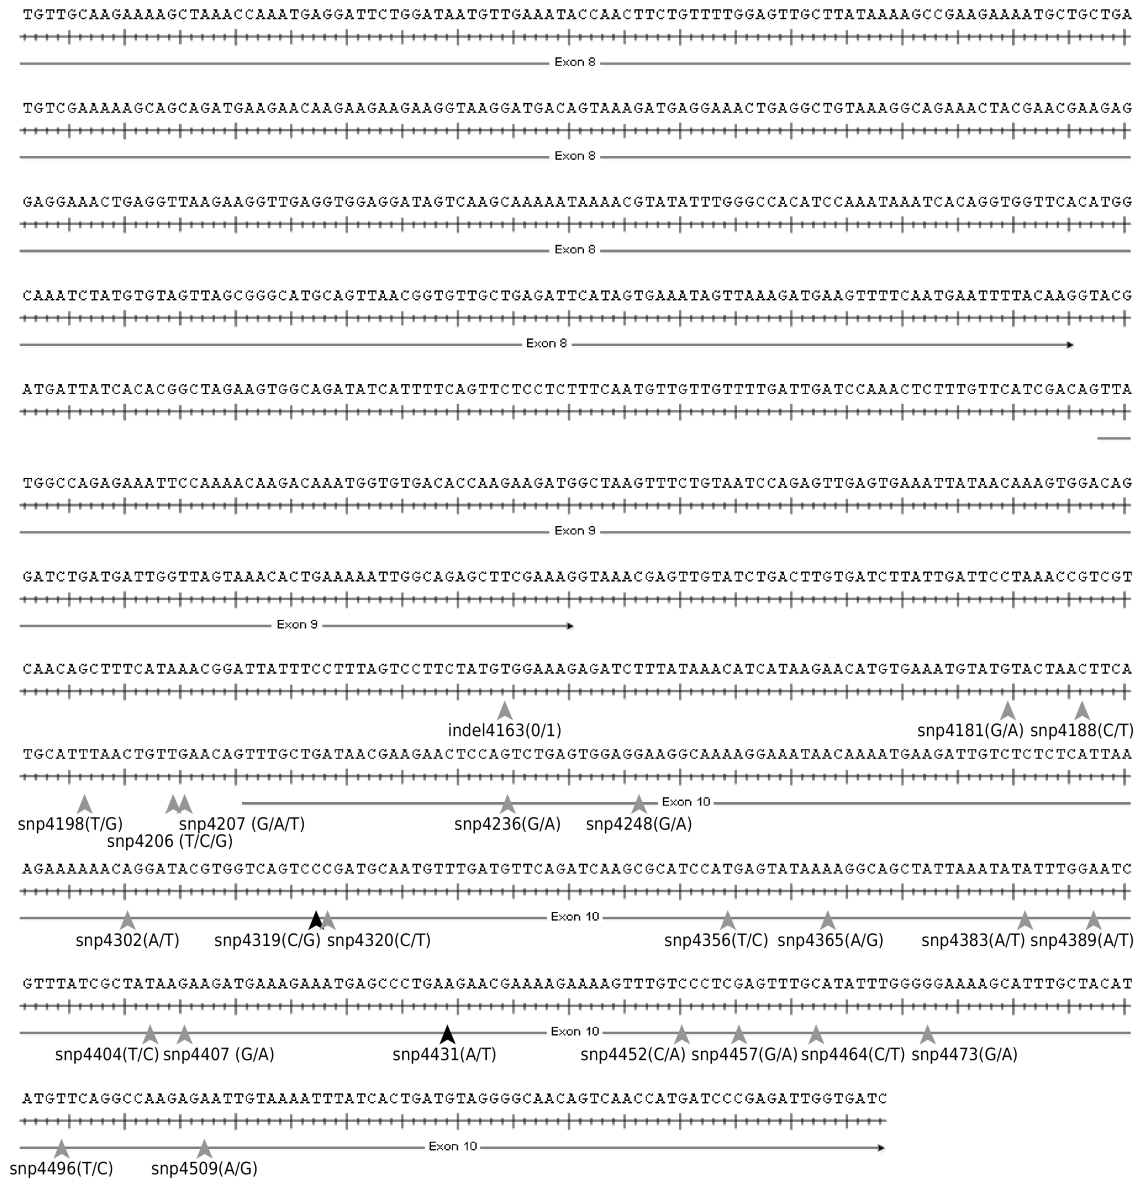 TGTTGCAAGAAAAGCTAAACCAAATGAGGATTCTGGATAATGTTGAAATACCAACTTCTGTTTTGGAGTTGCTTATAAAAGCCGAAGAAAATGCTGCTGA
Exon 8
TGTCGAAAAAGCAGCAGATGAAGAACAAGAAGAAGAAGGTAAGGATGACAGTAAAGATGAGGAAACTGAGGCTGTAAAGGCAGAAACTACGAACGAAGAG
Exon 8
GAGGAAACTGAGGTTAAGAAGGTTGAGGTGGAGGATAGTCAAGCAAAAATAAAACGTATATTTGGGCCACATCCAAATAAATCACAGGTGGTTCACATGG
Exon 8
CAAATCTATGTGTAGTTAGCGGGCATGCAGTTAACGGTGTTGCTGAGATTCATAGTGAAATAGTTAAAGATGAAGTTTTCAATGAATTTTACAAGGTACG
Exon 8
ATGATTATCACACGGCTAGAAGTGGCAGATATCATTTTCAGTTCTCCTCTTTCAATGTTGTTGTTTTGATTGATCCAAACTCTTTGTTCATCGACAGTTA
TGGCCAGAGAAATTCCAAAACAAGACAAATGGTGTGACACCAAGAAGATGGCTAAGTTTCTGTAATCCAGAGTTGAGTGAAATTATAACAAAGTGGACAG
Exon 9
GATCTGATGATTGGTTAGTAAACACTGAAAAATTGGCAGAGCTTCGAAAGGTAAACGAGTTGTATCTGACTTGTGATCTTATTGATTCCTAAACCGTCGT
Exon 9
CAACAGCTTTCATAAACGGATTATTTCCTTTAGTCCTTCTATGTGGAAAGAGATCTTTATAAACATCATAAGAACATGTGAAATGTATGTACTAACTTCA
indel4163(0/1) snp4181(G/A) snp4188(C/T)
TGCATTTAACTGTTGAACAGTTTGCTGATAACGAAGAACTCCAGTCTGAGTGGAGGAAGGCAAAAGGAAATAACAAAATGAAGATTGTCTCTCTCATTAA
Exon 10
snp4198(T/G) snp4207 (G/A/T) snp4236(G/A) snp4248(G/A)
snp4206 (T/C/G)
AGAAAAAACAGGATACGTGGTCAGTCCCGATGCAATGTTTGATGTTCAGATCAAGCGCATCCATGAGTATAAAAGGCAGCTATTAAATATATTTGGAATC
Exon 10
snp4302(A/T) snp4319(C/G) snp4320(C/T) snp4356(T/C) snp4365(A/G) snp4383(A/T) snp4389(A/T)
GTTTATCGCTATAAGAAGATGAAAGAAATGAGCCCTGAAGAACGAAAAGAAAAGTTTGTCCCTCGAGTTTGCATATTTGGGGGAAAAGCATTTGCTACAT
Exon 10
snp4404(T/C) snp4407 (G/A) snp4431(A/T) snp4452(C/A) snp4457(G/A) snp4464(C/T) snp4473(G/A)
ATGTTCAGGCCAAGAGAATTGTAAAATTTATCACTGATGTAGGGGCAACAGTCAACCATGATCCCGAGATTGGTGATC
Exon 10
snp4496(T/C) snp4509(A/G)